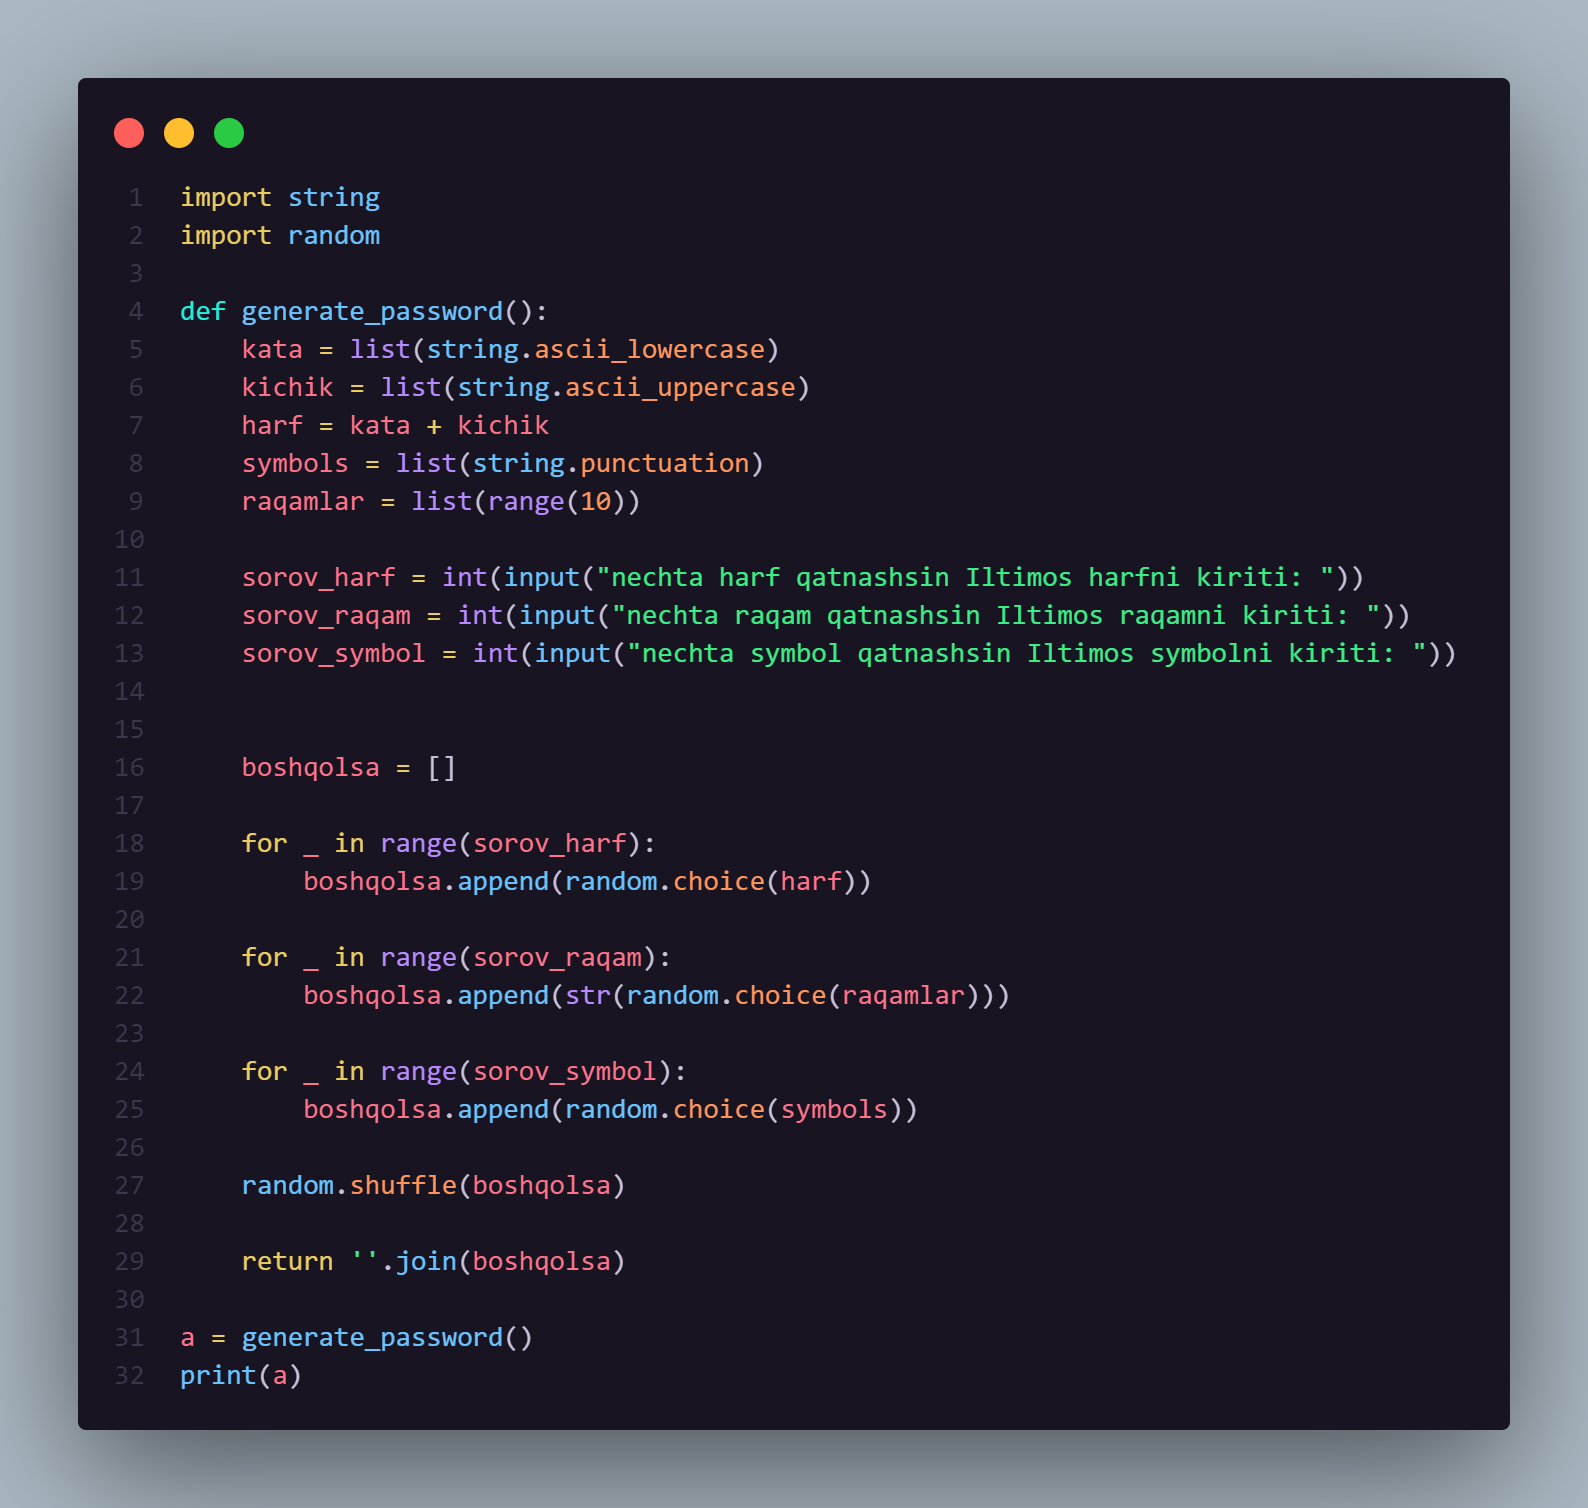 1 import string
2 import random
3
4 def generate_password():
5     kata = list(string.ascii_lowercase)
6     kichik = list(string.ascii_uppercase)
7     harf = kata + kichik
8     symbols = list(string.punctuation)
9     raqamlar = list(range(10))
10
11     sorov_harf = int(input("nechta harf qatnashsin Iltimos harfni kiriti: "))
12     sorov_raqam = int(input("nechta raqam qatnashsin Iltimos raqamni kiriti: "))
13     sorov_symbol = int(input("nechta symbol qatnashsin Iltimos symbolni kiriti: "))
14
15
16     boshqolsa = []
17
18     for _ in range(sorov_harf):
19         boshqolsa.append(random.choice(harf))
20
21     for _ in range(sorov_raqam):
22         boshqolsa.append(str(random.choice(raqamlar)))
23
24     for _ in range(sorov_symbol):
25         boshqolsa.append(random.choice(symbols))
26
27     random.shuffle(boshqolsa)
28
29     return ''.join(boshqolsa)
30
31 a = generate_password()
32 print(a)